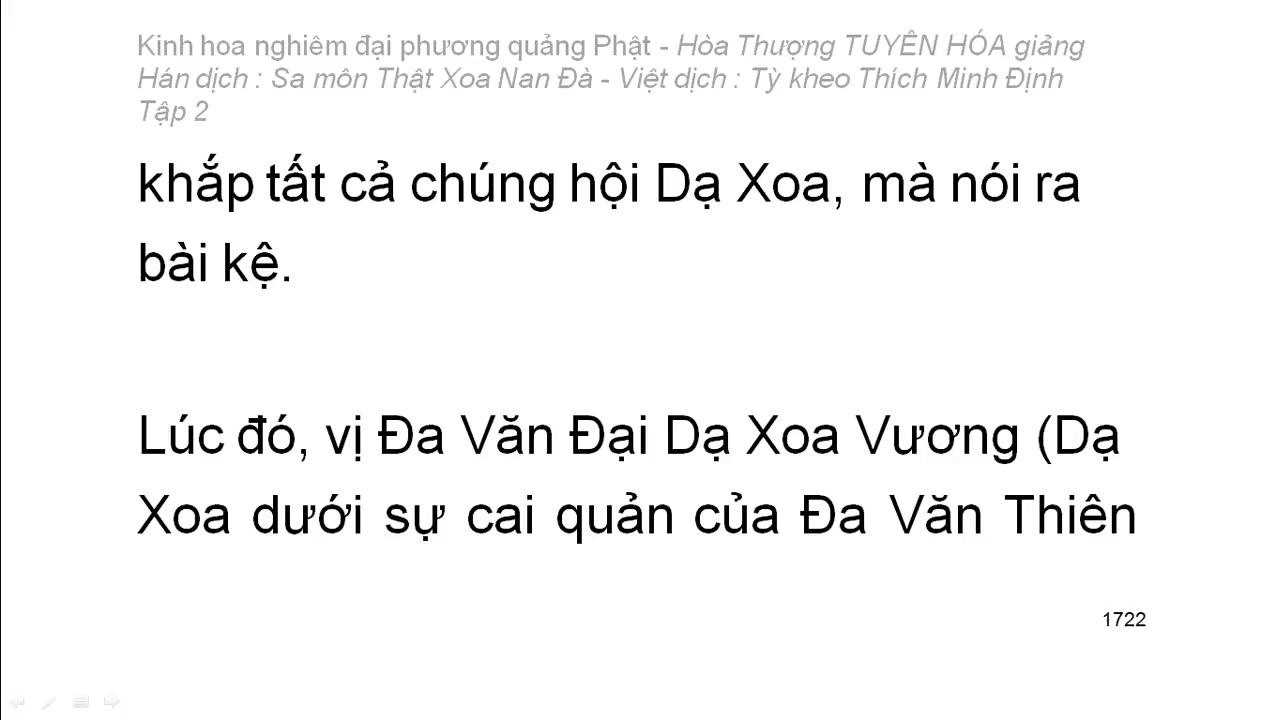 Kinh hoa nghiêm đại phương quảng Phật - Hòa Thượng TUYÊN HÓA giảng
Hán dịch : Sa môn Thật Xoa Nan Đà - Việt dịch : Tỳ kheo Thích Minh Định
Tập 2
khắp tất cả chúng hội Dạ Xoa, mà nói ra
bài kệ.
Lúc đó, vị Đa Văn Đại Dạ Xoa Vương (Dạ
Xoa dưới sự cai quản của Đa Văn Thiên
1722